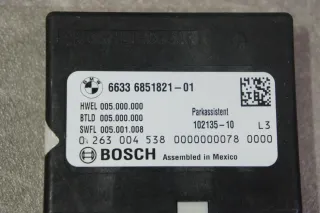 6633 6851821-01
HWEL 005.000.000
BTLD 005.000.000 Parkassistent
SWFL 005.001.008 102135-10 L3
0 263 004 538 0000000078 0000
BOSCH Assembled in Mexico